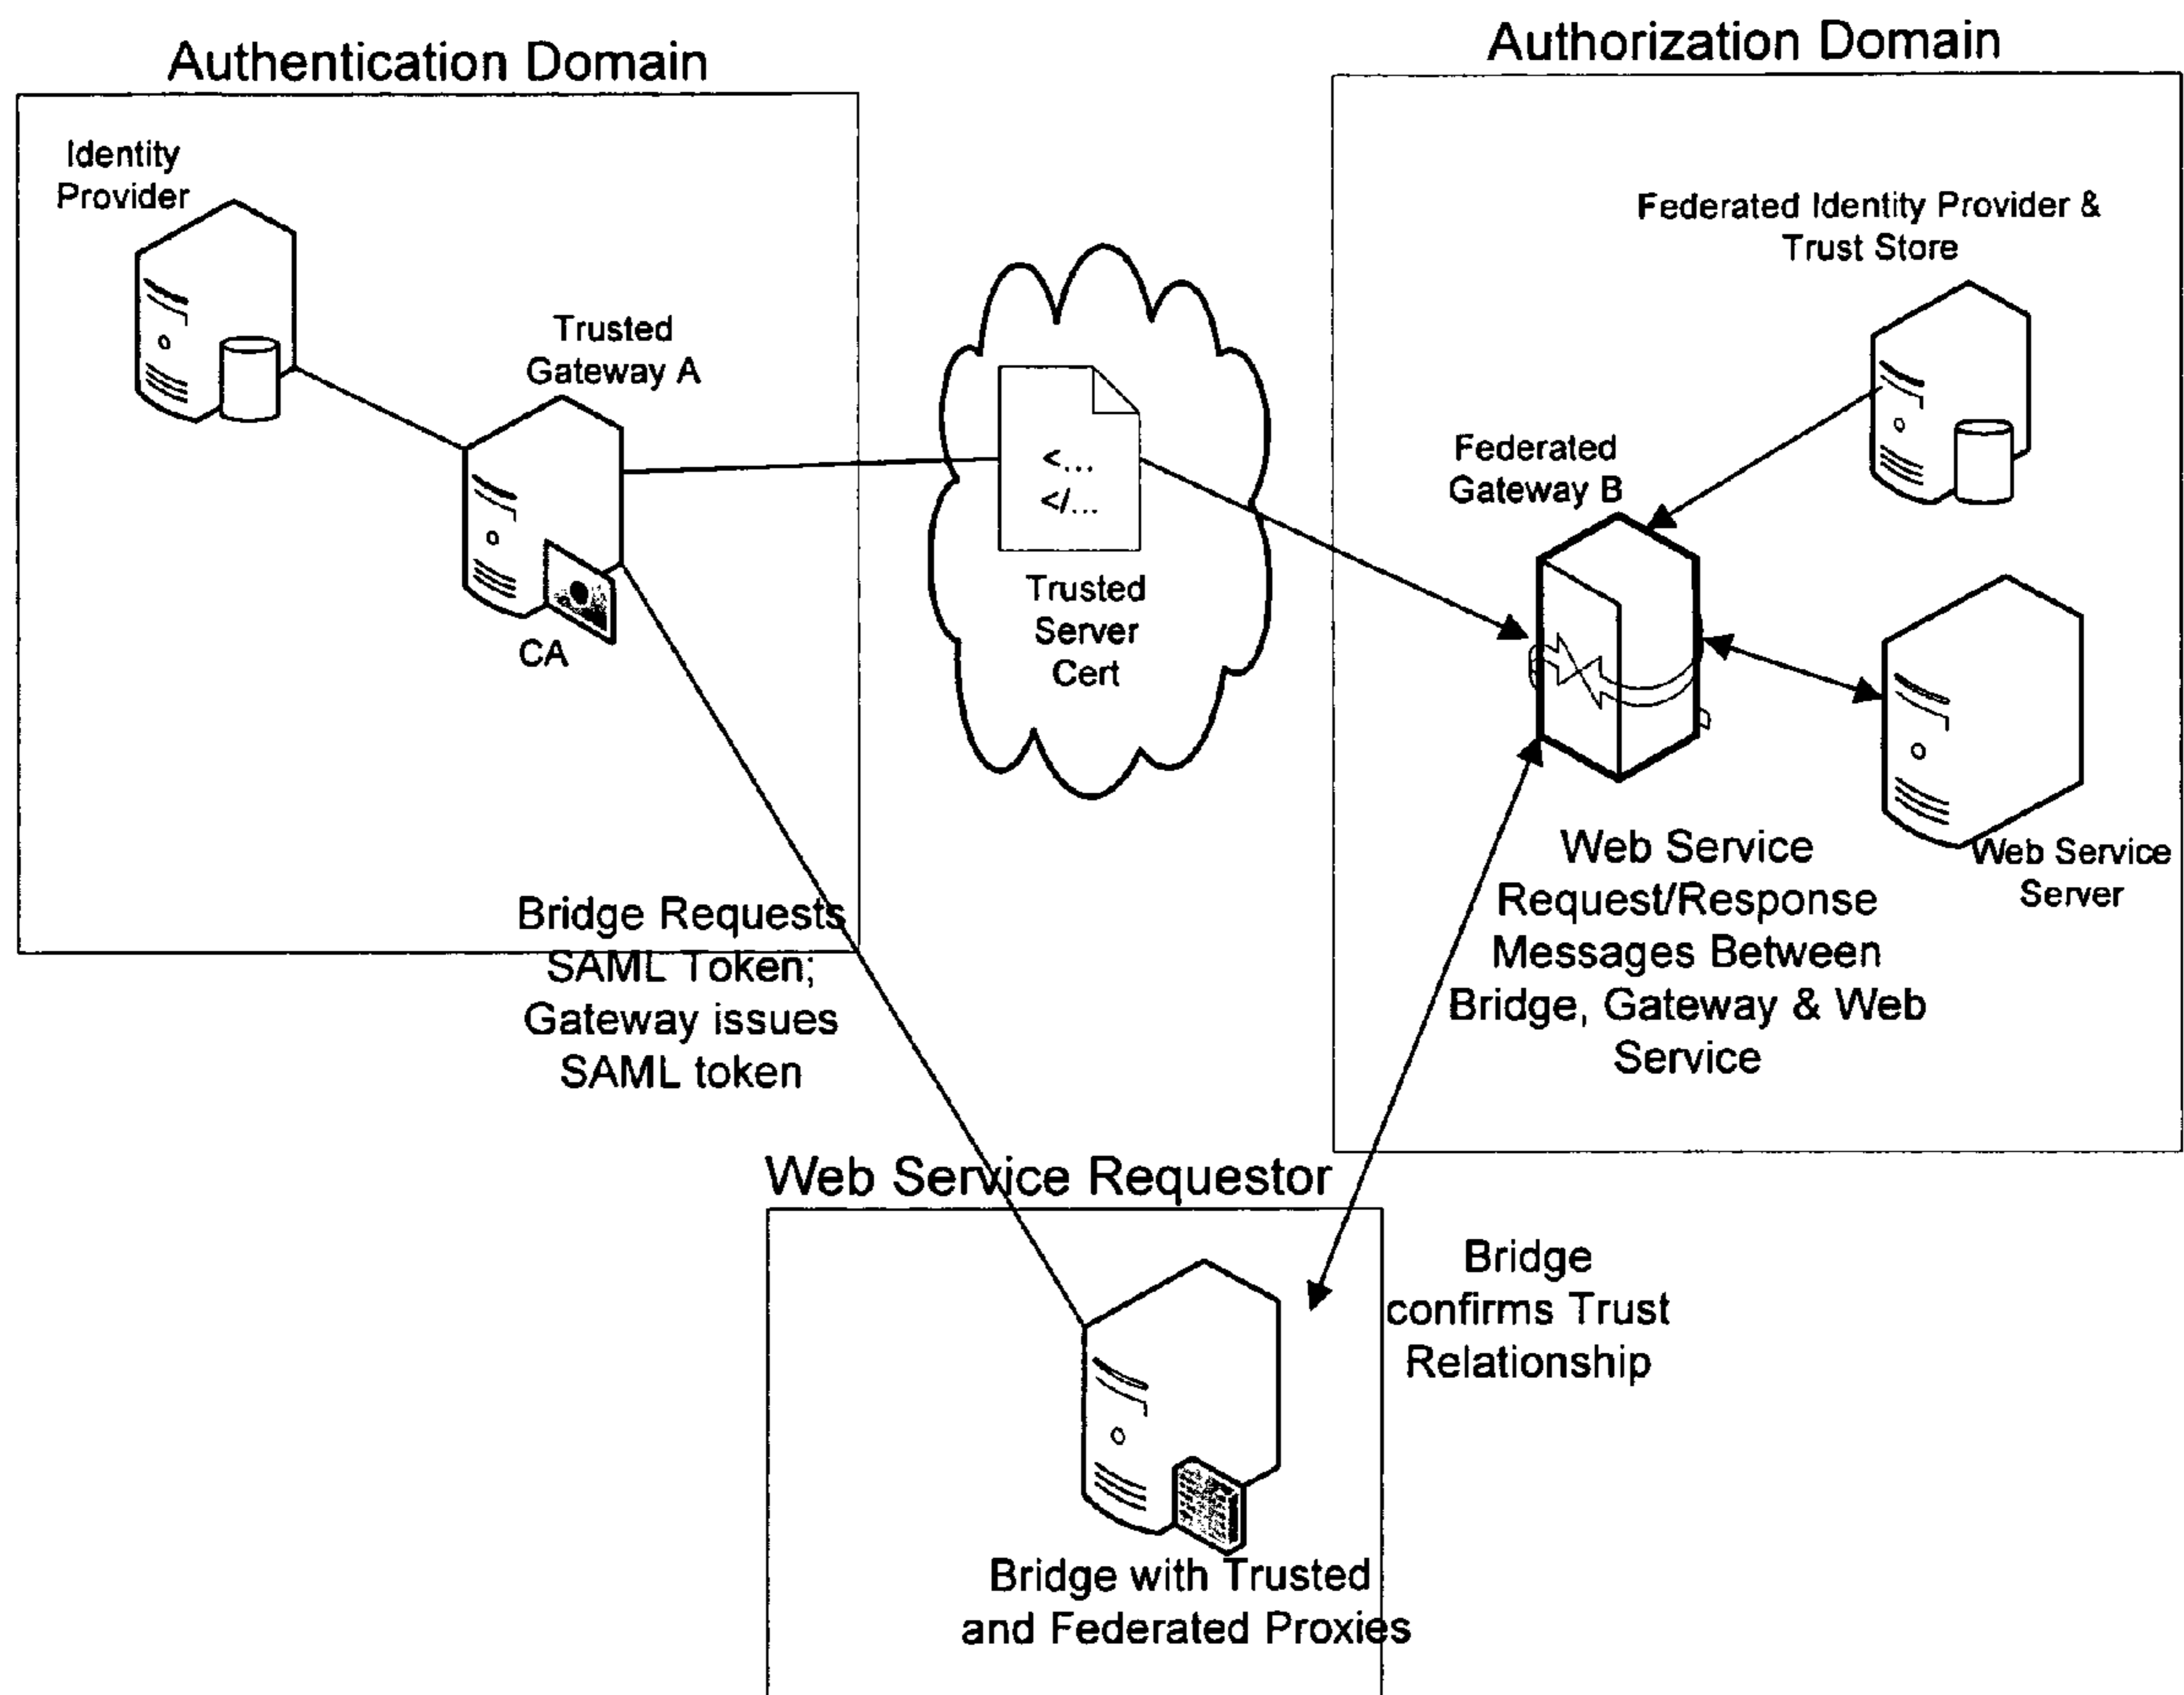 Authentication Domain
Authorization Domain
Identity
Provider
Trusted
Gateway A
CA
<...
</...
Trusted
Server
Cert
Federated Identity Provider &
Trust Store
Federated
Gateway B
Web Service
Server
Web Service
Request/Response
Messages Between
Bridge, Gateway & Web
Service
Bridge Requests
SAML Token;
Gateway issues
SAML token
Web Service Requestor
Bridge
confirms Trust
Relationship
Bridge with Trusted
and Federated Proxies